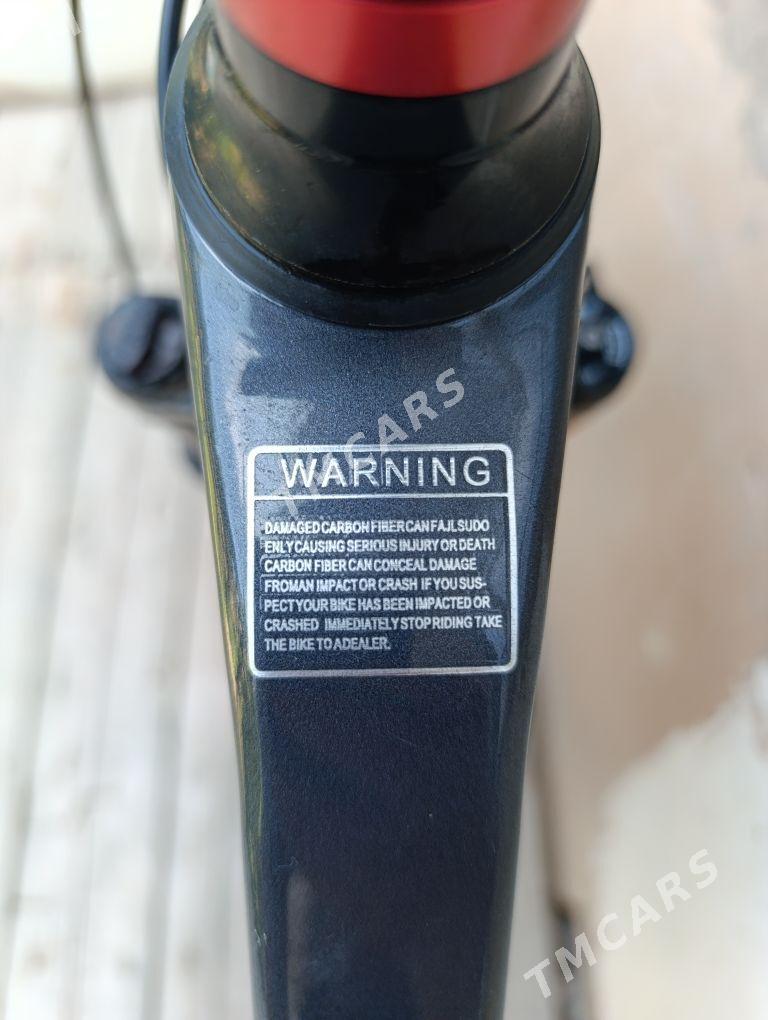 WARNING
DAMAGED CARBON FIBER CAN FAJL SUDO
ENLY CAUSING SERIOUS INJURY OR DEATH
CARBON FIBER CAN CONCEAL DAMAGE
FROMAN IMPACT OR CRASH IF YOU SUS-
PECT YOUR BIKE HAS BEEN IMPACTED OR
CRASHED IMMEDIATELY STOP RIDING TAKE
THE BIKE TO ADEALER.
TMCARS
TMCARS